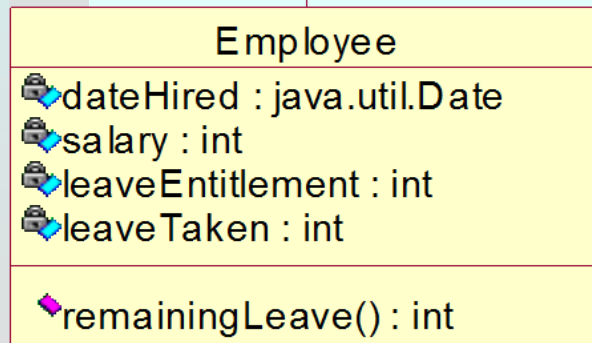 Employee
dateHired : java.util.Date
salary : int
leaveEntitlement : int
leaveTaken : int
remainingLeave() : int